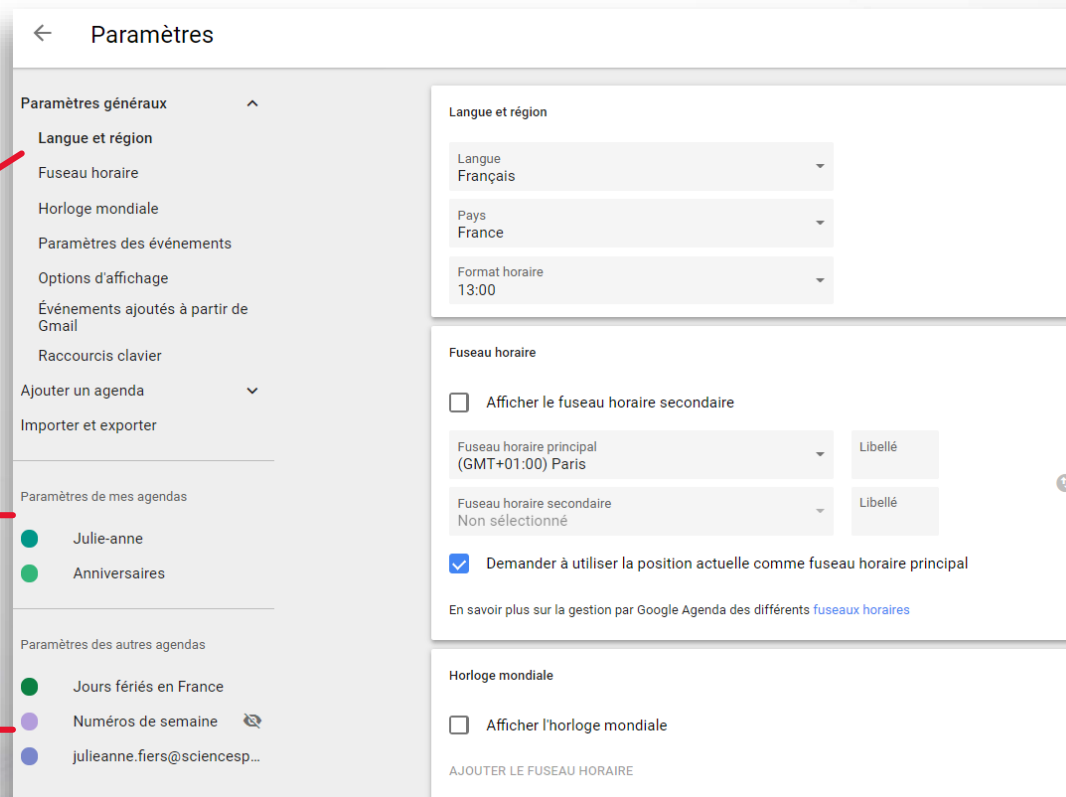 Paramètres
Paramètres généraux
Langue et région
Fuseau horaire
Horloge mondiale
Paramètres des événements
Options d'affichage
Événements ajoutés à partir de
Gmail
Raccourcis clavier
Ajouter un agenda
Importer et exporter
Paramètres de mes agendas
Julie-anne
Anniversaires
Paramètres des autres agendas
Jours fériés en France
Numéros de semaine
julieanne.fiers@sciencesp...
Langue et région
Langue
Français
Pays
France
Format horaire
13:00
Fuseau horaire
Afficher le fuseau horaire secondaire
Fuseau horaire principal
(GMT+01:00) Paris
Libellé
Fuseau horaire secondaire
Non sélectionné
Libellé
Demander à utiliser la position actuelle comme fuseau horaire principal
En savoir plus sur la gestion par Google Agenda des différents fuseaux horaires
Horloge mondiale
Afficher l'horloge mondiale
AJOUTER LE FUSEAU HORAIRE